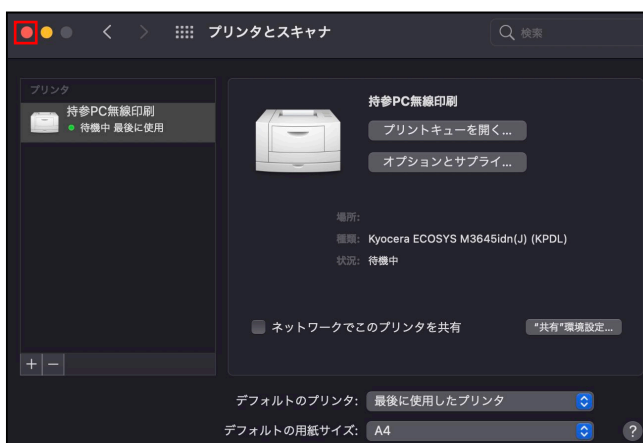 プリンタとスキャナ
検索
プリンタ
持参PC無線印刷
待機中 最後に使用
持参PC無線印刷
プリントキューを開く...
オプションとサプライ...
場所:
種類: Kyocera ECOSYS M3645idn(J) (KPDL)
状況: 待機中
ネットワークでこのプリンタを共有
"共有"環境設定...
+ −
デフォルトのプリンタ: 最後に使用したプリンタ
デフォルトの用紙サイズ: A4
?